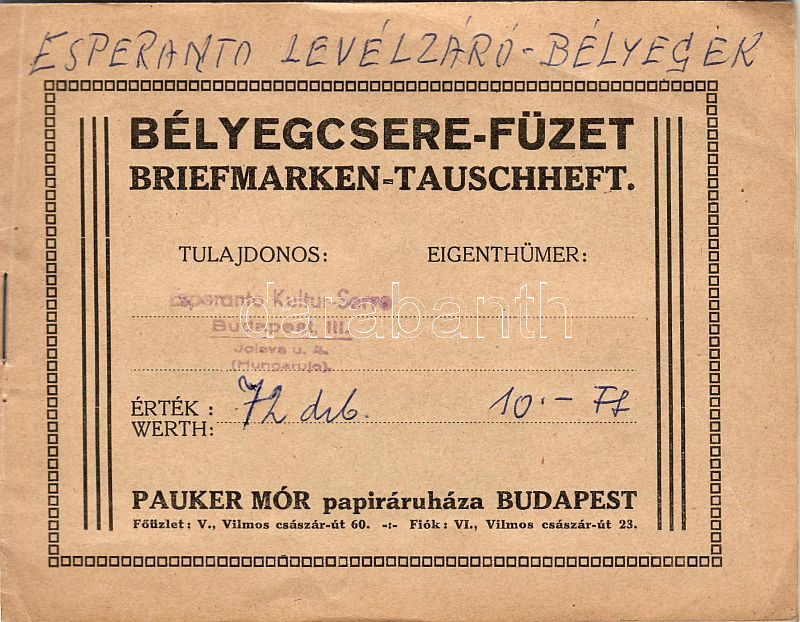 ESPERANTO LEVÉLZÁRÓ-BÉLYEGEK
BÉLYEGCSERE-FÜZET
BRIEFMARKEN-TAUSCHHEFT.
TULAJDONOS: EIGENTHÜMER:
Esperanto Kultur-Servo
Budapest, III.
Jolsva u. 4.
(Hungarujo).
darabanth
ÉRTÉK : 72 drb. 10.- Ft
WERTH:
PAUKER MÓR papiráruháza BUDAPEST
Főüzlet : V., Vilmos császár-út 60. -:- Fiók : VI., Vilmos császár-út 23.